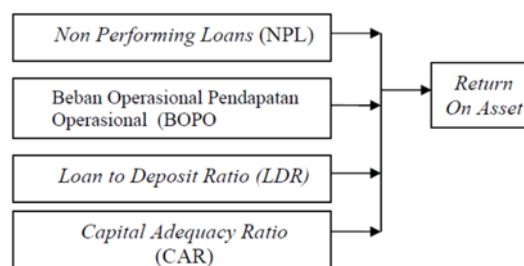 Non Performing Loans (NPL)
Beban Operasional Pendapatan
Operasional (BOPO
Loan to Deposit Ratio (LDR)
Capital Adequacy Ratio
(CAR)
Return
On Asset